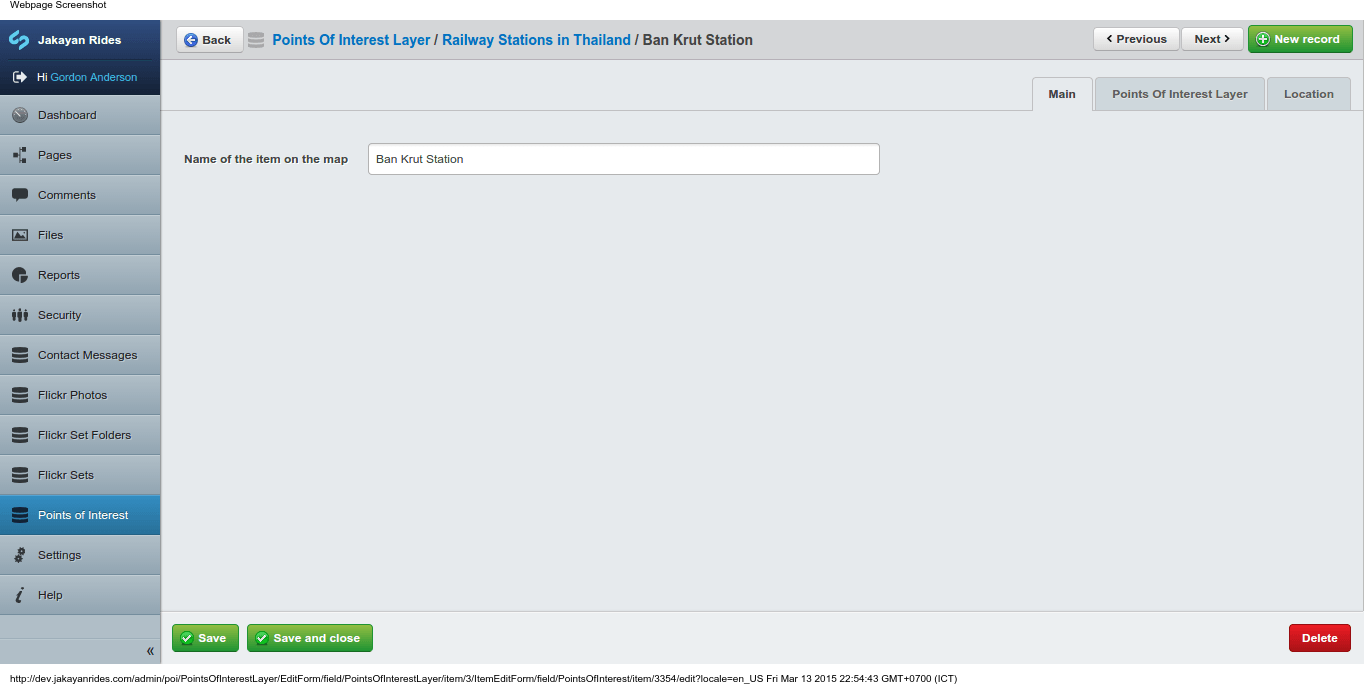 Webpage Screenshot
Jakayan Rides
Back
Points Of Interest Layer / Railway Stations in Thailand / Ban Krut Station
Previous
Next
New record
Hi Gordon Anderson
Main
Points Of Interest Layer
Location
Dashboard
Pages
Comments
Files
Reports
Security
Contact Messages
Flickr Photos
Flickr Set Folders
Flickr Sets
Points of Interest
Settings
Help
«
Name of the item on the map
Ban Krut Station
Save
Save and close
Delete
http://dev.jakayanrides.com/admin/poi/PointsOfInterestLayer/EditForm/field/PointsOfInterestLayer/item/3/ItemEditForm/field/PointsOfInterest/item/3354/edit?locale=en_US Fri Mar 13 2015 22:54:43 GMT+0700 (ICT)